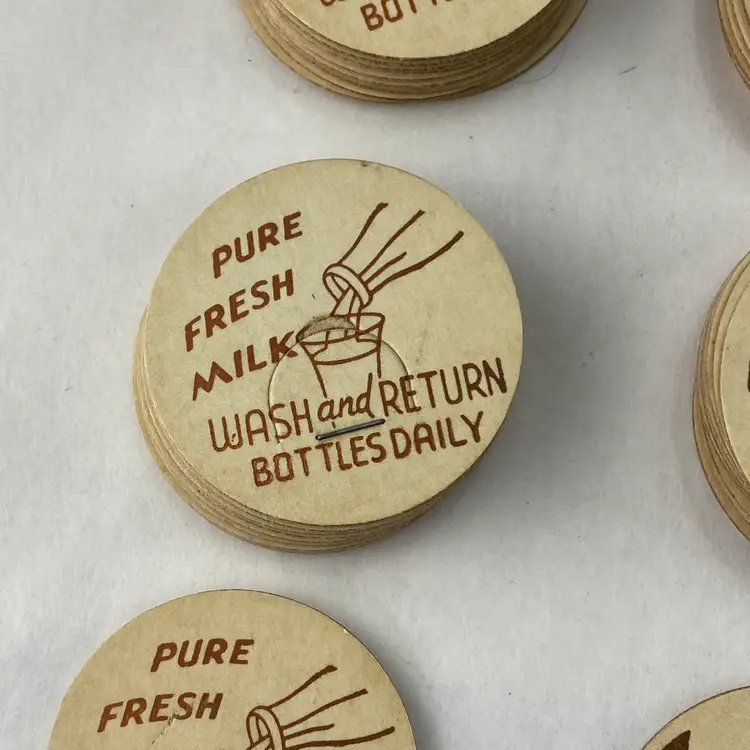 BOTTLES
PURE
FRESH
MILK
WASH and RETURN
BOTTLES DAILY
PURE
FRESH